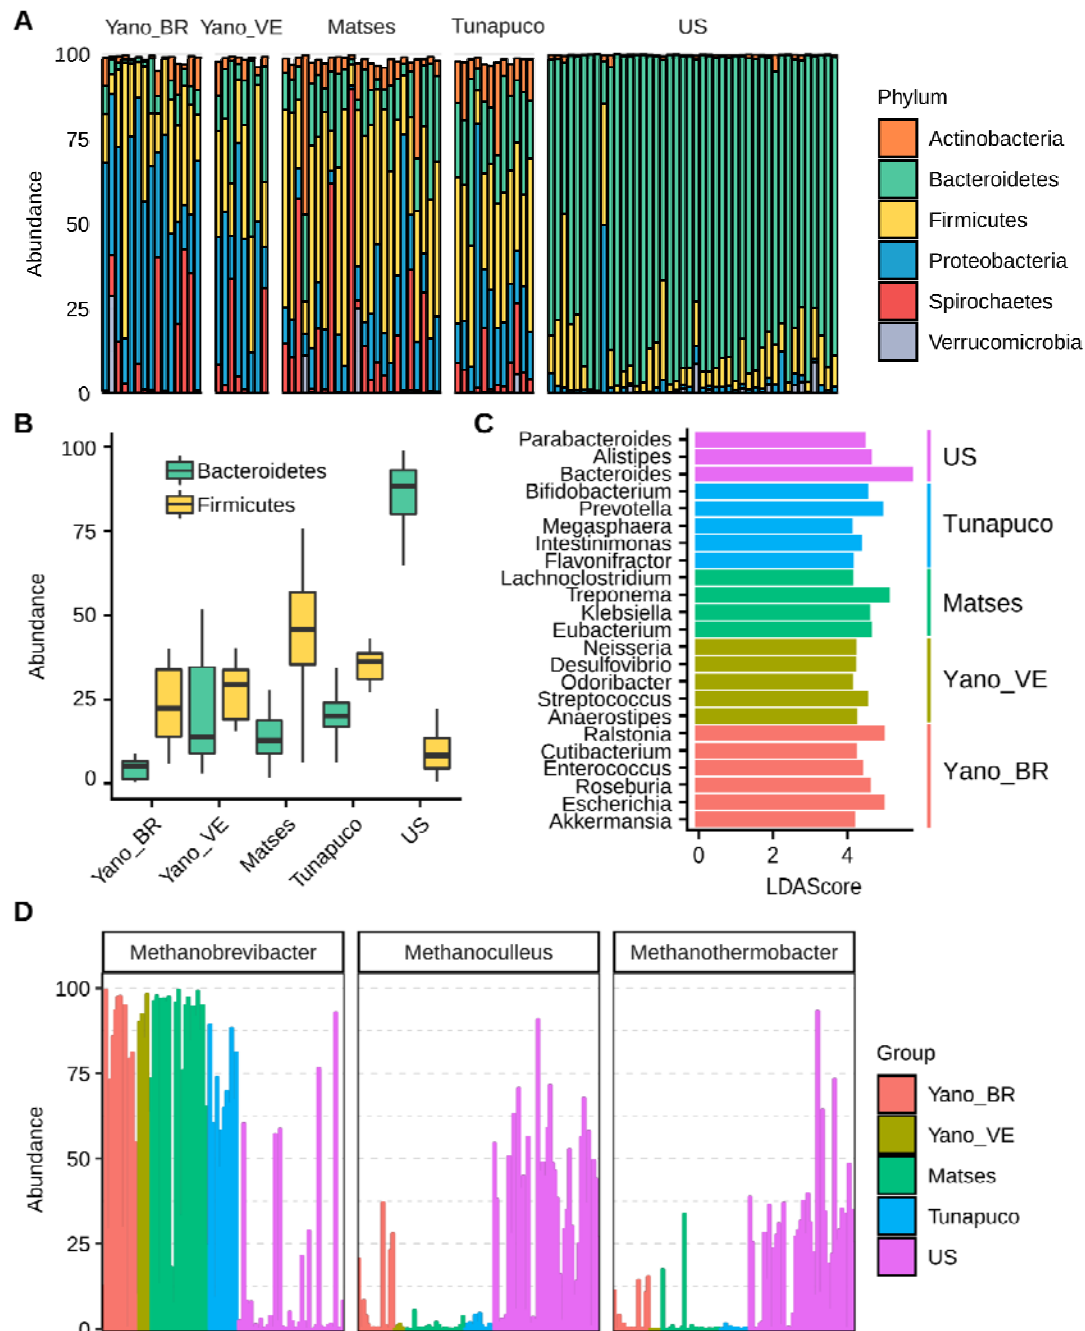 A
Yano_BR Yano_VE Matses Tunapuco US
100
75
50
25
0
Abundance
Phylum
Actinobacteria
Bacteroidetes
Firmicutes
Proteobacteria
Spirochaetes
Verrucomicrobia
B
100
75
50
25
0
Abundance
Bacteroidetes
Firmicutes
Yano_BR
Yano_VE
Matses
Tunapuco
US
C
Parabacteroides
Alistipes
Bacteroides
Bifidobacterium
Prevotella
Megasphaera
Intestinimonas
Flavonifractor
Lachnoclostridium
Treponema
Klebsiella
Eubacterium
Neisseria
Desulfovibrio
Odoribacter
Streptococcus
Anaerostipes
Ralstonia
Cutibacterium
Enterococcus
Roseburia
Escherichia
Akkermansia
US
Tunapuco
Matses
Yano_VE
Yano_BR
0 2 4
LDAScore
D
Methanobrevibacter Methanoculleus Methanothermobacter
100
75
50
25
0
Abundance
Group
Yano_BR
Yano_VE
Matses
Tunapuco
US